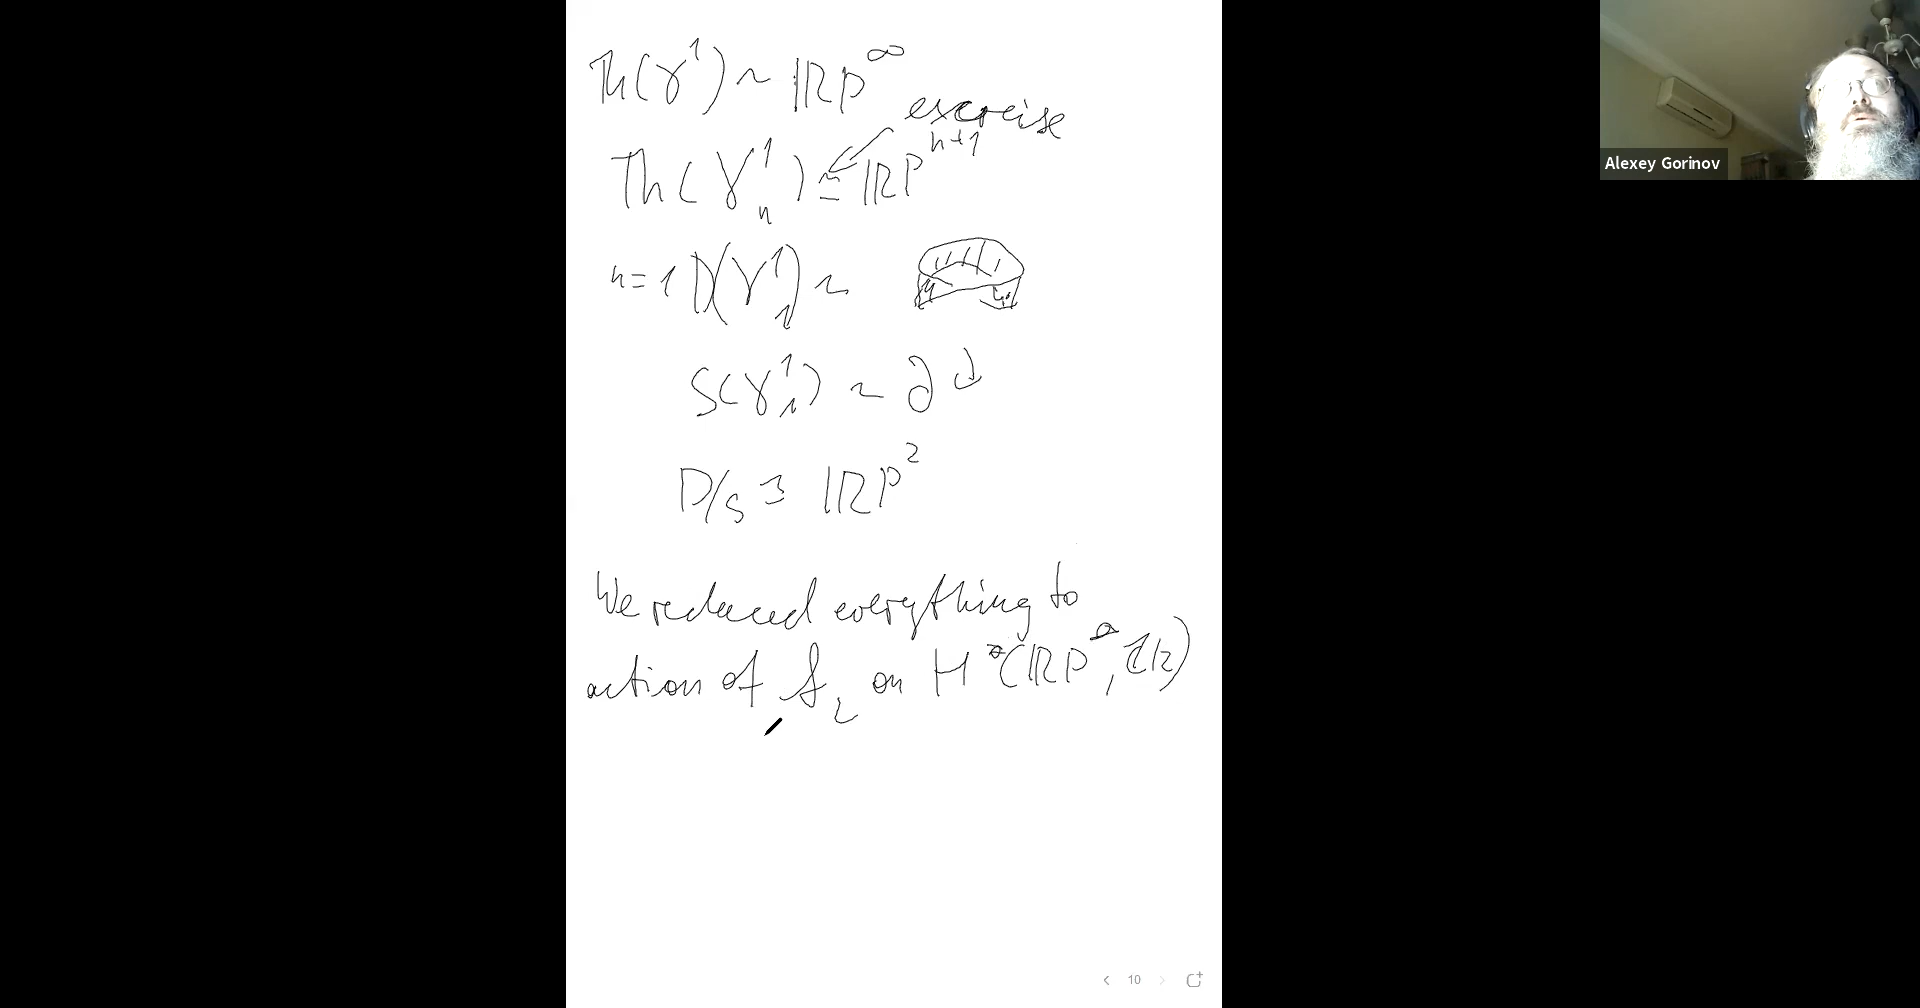 Th(γ¹) ~ ℝP^∞
exercise
Th(γ¹ₙ) ≅ ℝP^{n+1}
n=1 D(γ¹₁) ~
S(γ¹₁) ~ ∂
D/S ≅ ℝP²
We reduced everything to
action of 𝒜₂ on H*(ℝP^∞, ℤ/2)
10
Alexey Gorinov